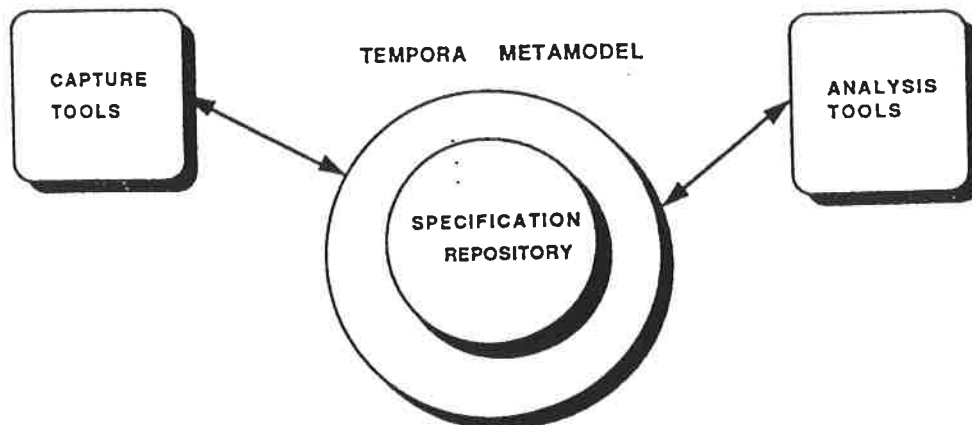 TEMPORA METAMODEL
CAPTURE
TOOLS
ANALYSIS
TOOLS
SPECIFICATION
REPOSITORY